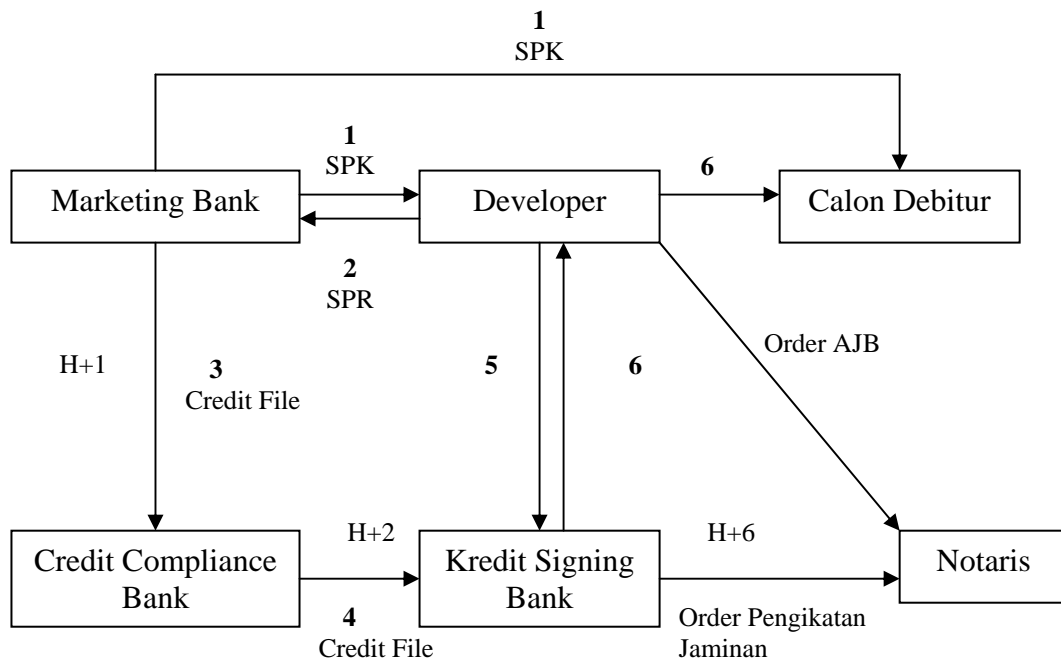 1
SPK
1
SPK
6
Marketing Bank
Developer
Calon Debitur
2
SPR
Order AJB
H+1
3
Credit File
5
6
H+2
H+6
Credit Compliance
Bank
Kredit Signing
Bank
Notaris
4
Credit File
Order Pengikatan
Jaminan